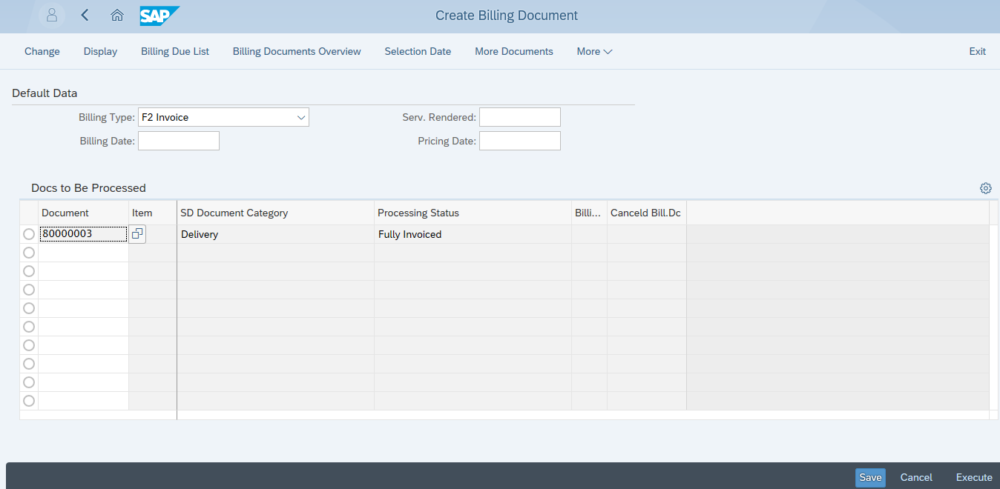 SAP Create Billing Document
Change Display Billing Due List Billing Documents Overview Selection Date More Documents More Exit
Default Data
Billing Type: F2 Invoice Serv. Rendered:
Billing Date: Pricing Date:
Docs to Be Processed
Document Item SD Document Category Processing Status Billi... Canceld Bill.Dc
80000003 Delivery Fully Invoiced
Save Cancel Execute